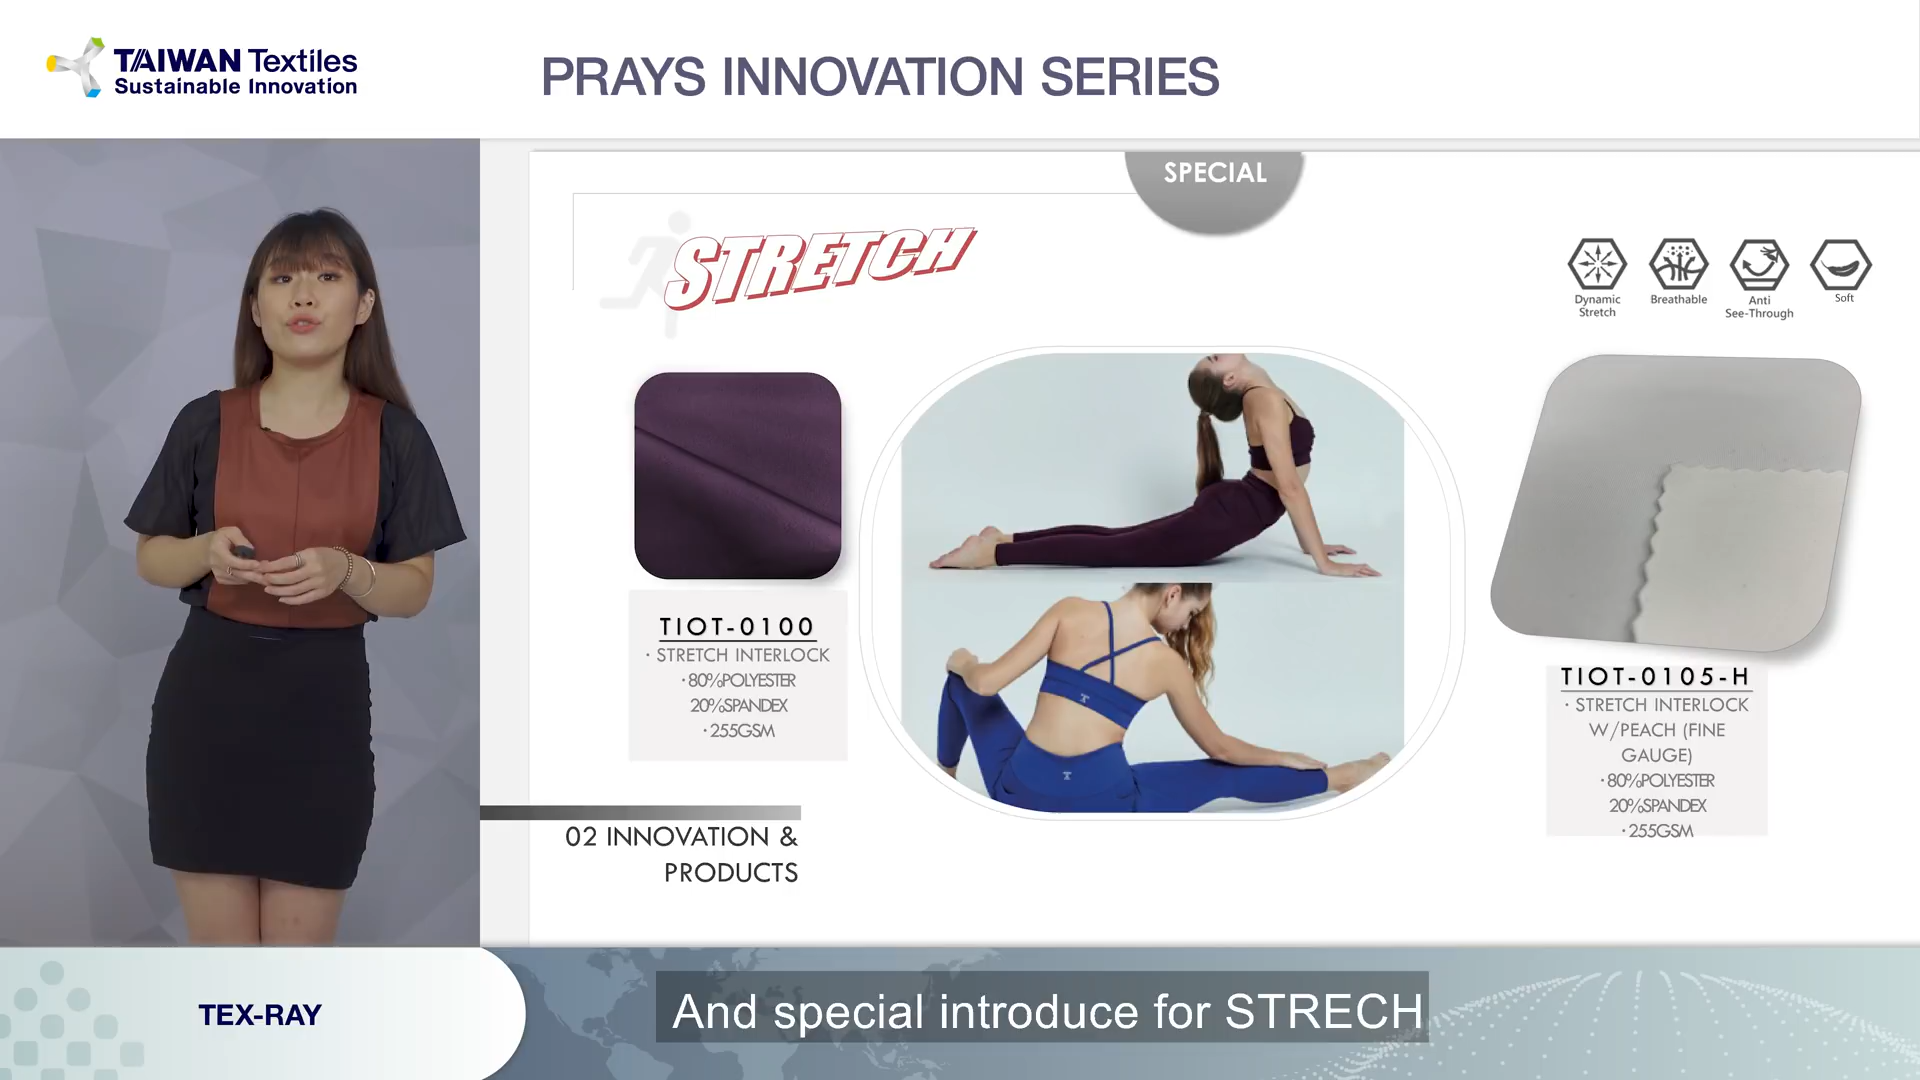 TAIWAN Textiles
Sustainable Innovation
PRAYS INNOVATION SERIES
SPECIAL
STRETCH
Dynamic
Stretch
Breathable
Anti
See-Through
Soft
TIOT-0100
· STRETCH INTERLOCK
· 80%POLYESTER
20%SPANDEX
· 255GSM
TIOT-0105-H
· STRETCH INTERLOCK
W/PEACH (FINE
GAUGE)
· 80%POLYESTER
20%SPANDEX
· 255GSM
02 INNOVATION &
PRODUCTS
TEX-RAY
And special introduce for STRECH